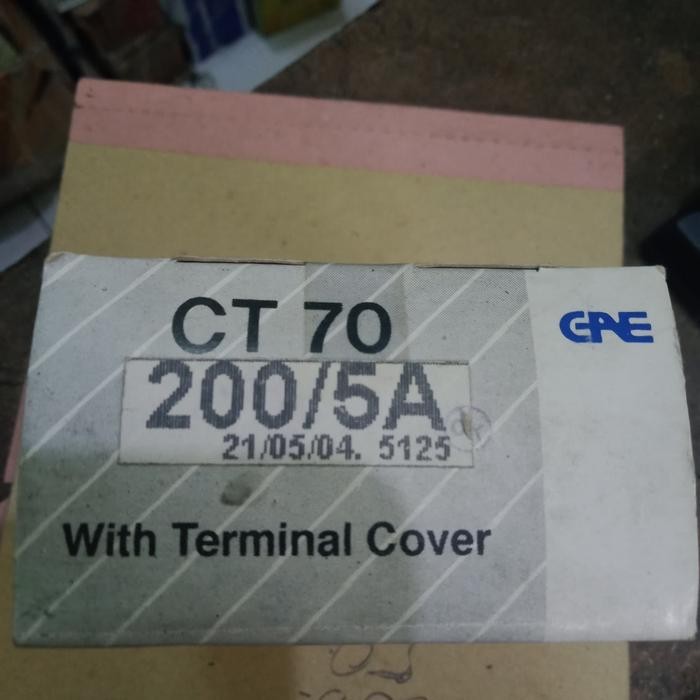 CT 70
GAE
200/5A
21/05/04. 5125
With Terminal Cover